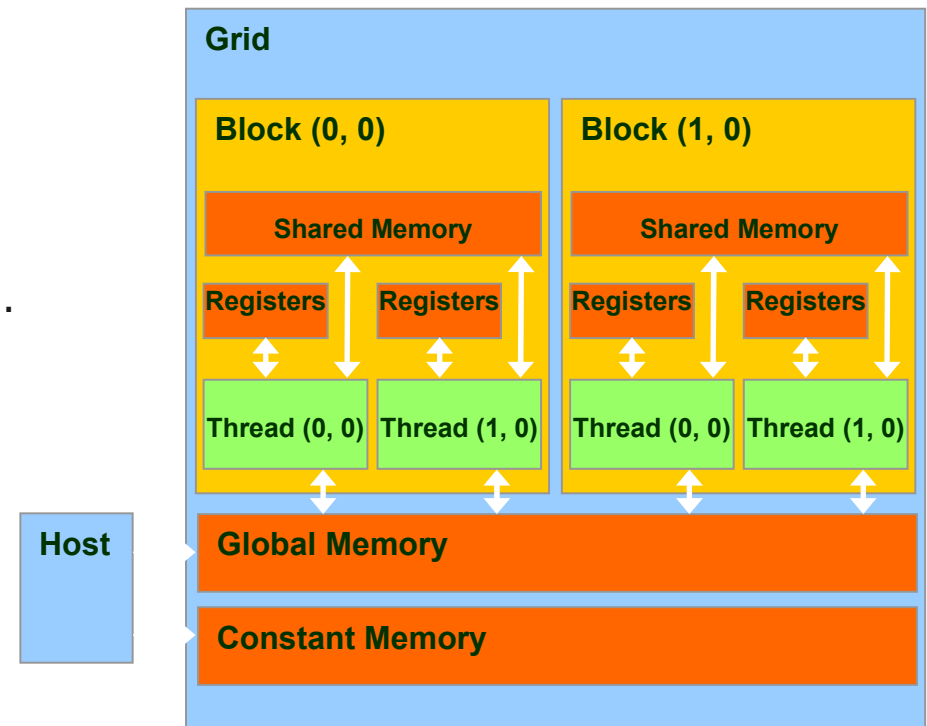 Grid
Block (0, 0)
Block (1, 0)
Shared Memory
Shared Memory
.
Registers
Registers
Registers
Registers
Thread (0, 0)
Thread (1, 0)
Thread (0, 0)
Thread (1, 0)
Host
Global Memory
Constant Memory